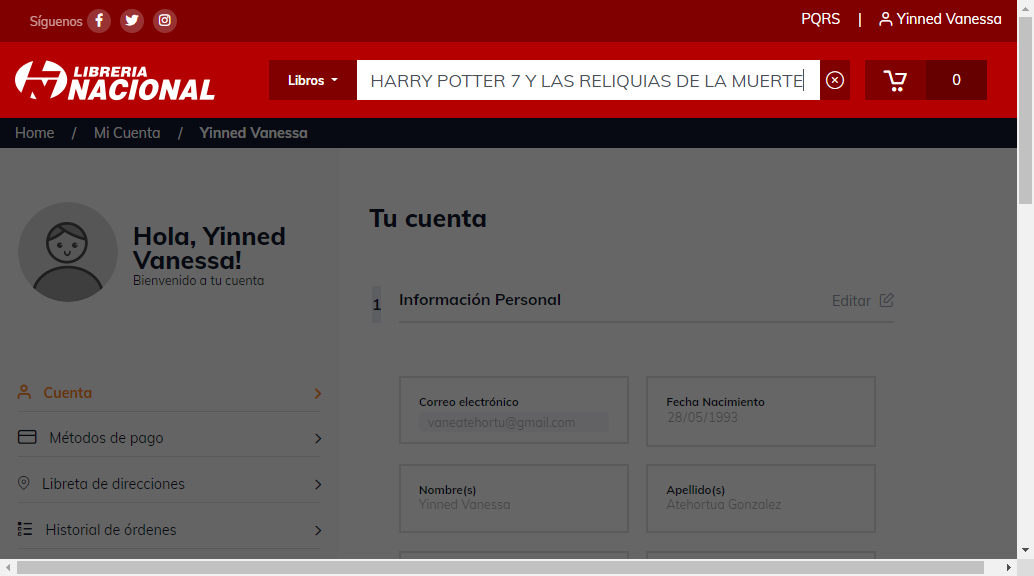 Síguenos
PQRS | Yinned Vanessa
LIBRERIA
NACIONAL
Libros
HARRY POTTER 7 Y LAS RELIQUIAS DE LA MUERTE
0
Home / Mi Cuenta / Yinned Vanessa
Hola, Yinned
Vanessa!
Bienvenido a tu cuenta
Cuenta
Métodos de pago
Libreta de direcciones
Historial de órdenes
Tu cuenta
1 Información Personal Editar
Correo electrónico
vaneatehortu@gmail.com
Fecha Nacimiento
28/05/1993
Nombre(s)
Yinned Vanessa
Apellido(s)
Atehortua Gonzalez